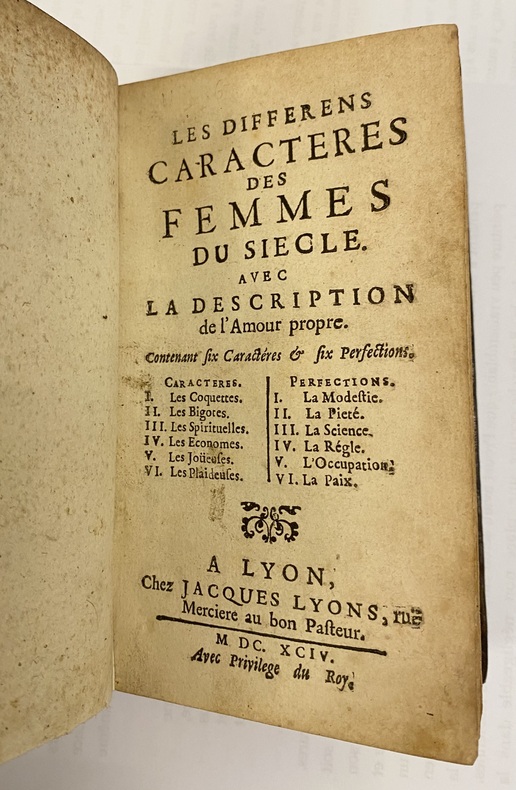 LES DIFFERENS
CARACTERES
DES
FEMMES
DU SIECLE.
AVEC
LA DESCRIPTION
de l'Amour propre.
Contenant ſix Caractéres & ſix Perfections.
CARACTERES.
I. Les Coquettes.
II. Les Bigotes.
III. Les Spirituelles.
IV. Les Economes.
V. Les Joüeuſes.
VI. Les Plaideuſes.
PERFECTIONS.
I. La Modeſtie.
II. La Pieté.
III. La Science.
IV. La Régle.
V. L'Occupation.
VI. La Paix.
A LYON,
Chez JACQUES LYONS, ruë
Merciere au bon Paſteur.
M DC. XCIV.
Avec Privilege du Roy.